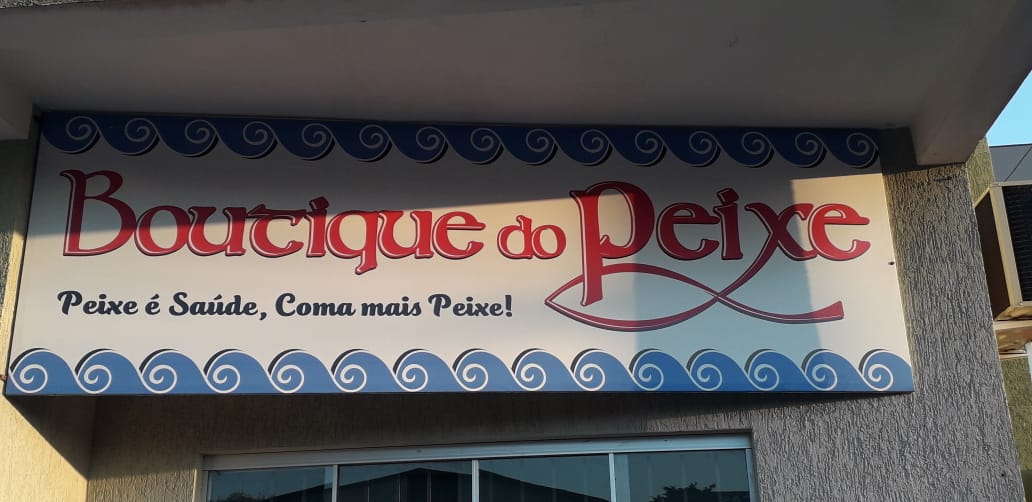 Boutique do Peixe
Peixe é Saúde, Coma mais Peixe!